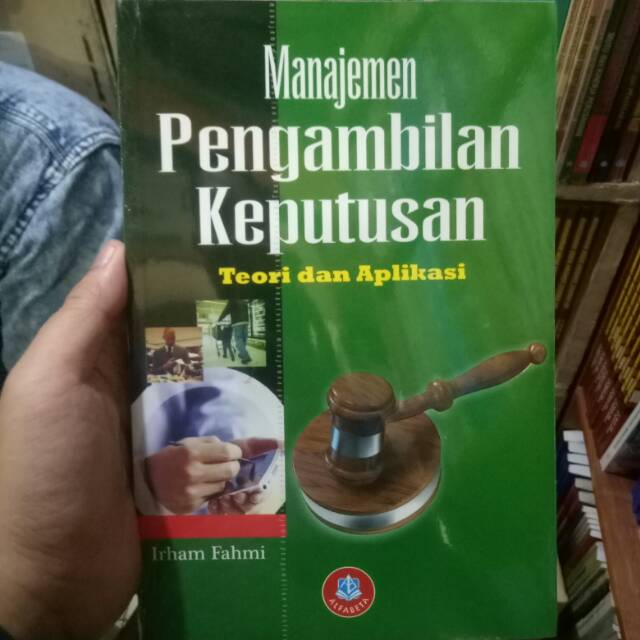 Manajemen
Pengambilan
Keputusan
Teori dan Aplikasi
Irham Fahmi
ALFABETA